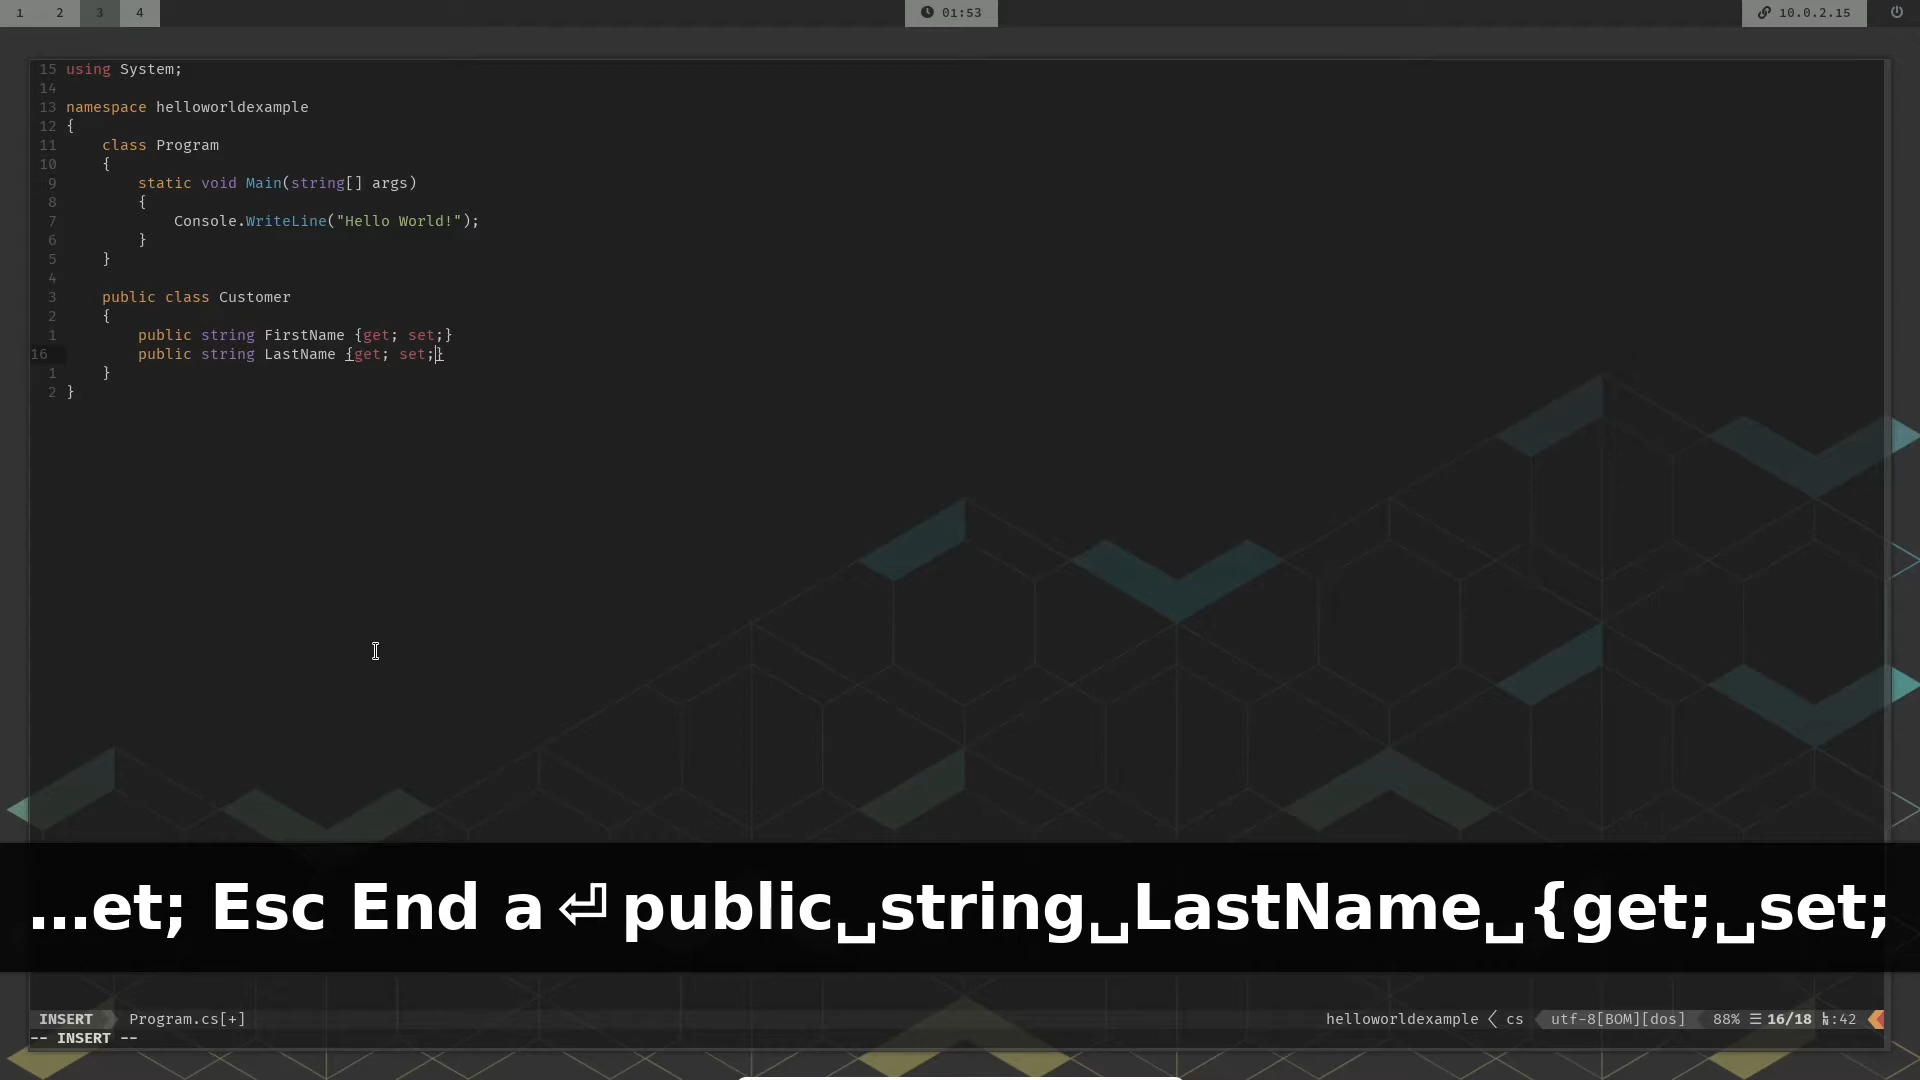 1 2 3 4 01:53 10.0.2.15
15 using System;
14
13 namespace helloworldexample
12 {
11     class Program
10     {
9         static void Main(string[] args)
8         {
7             Console.WriteLine("Hello World!");
6         }
5     }
4
3     public class Customer
2     {
1         public string FirstName {get; set;}
16         public string LastName {get; set;}
1     }
2 }
…et; Esc End a⏎public␣string␣LastName␣{get;␣set;
INSERT Program.cs[+] helloworldexample cs utf-8[BOM][dos] 88% ☰ 16/18 :42
-- INSERT --